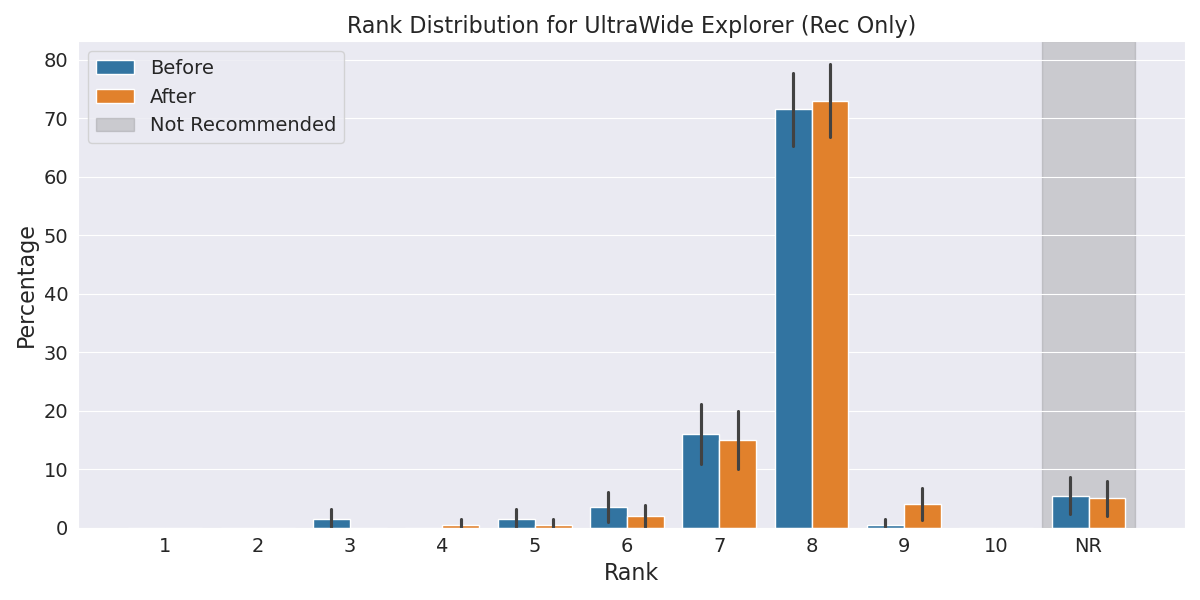 Rank Distribution for UltraWide Explorer (Rec Only)
Before
After
Not Recommended
Percentage
80
70
60
50
40
30
20
10
0
1 2 3 4 5 6 7 8 9 10 NR
Rank